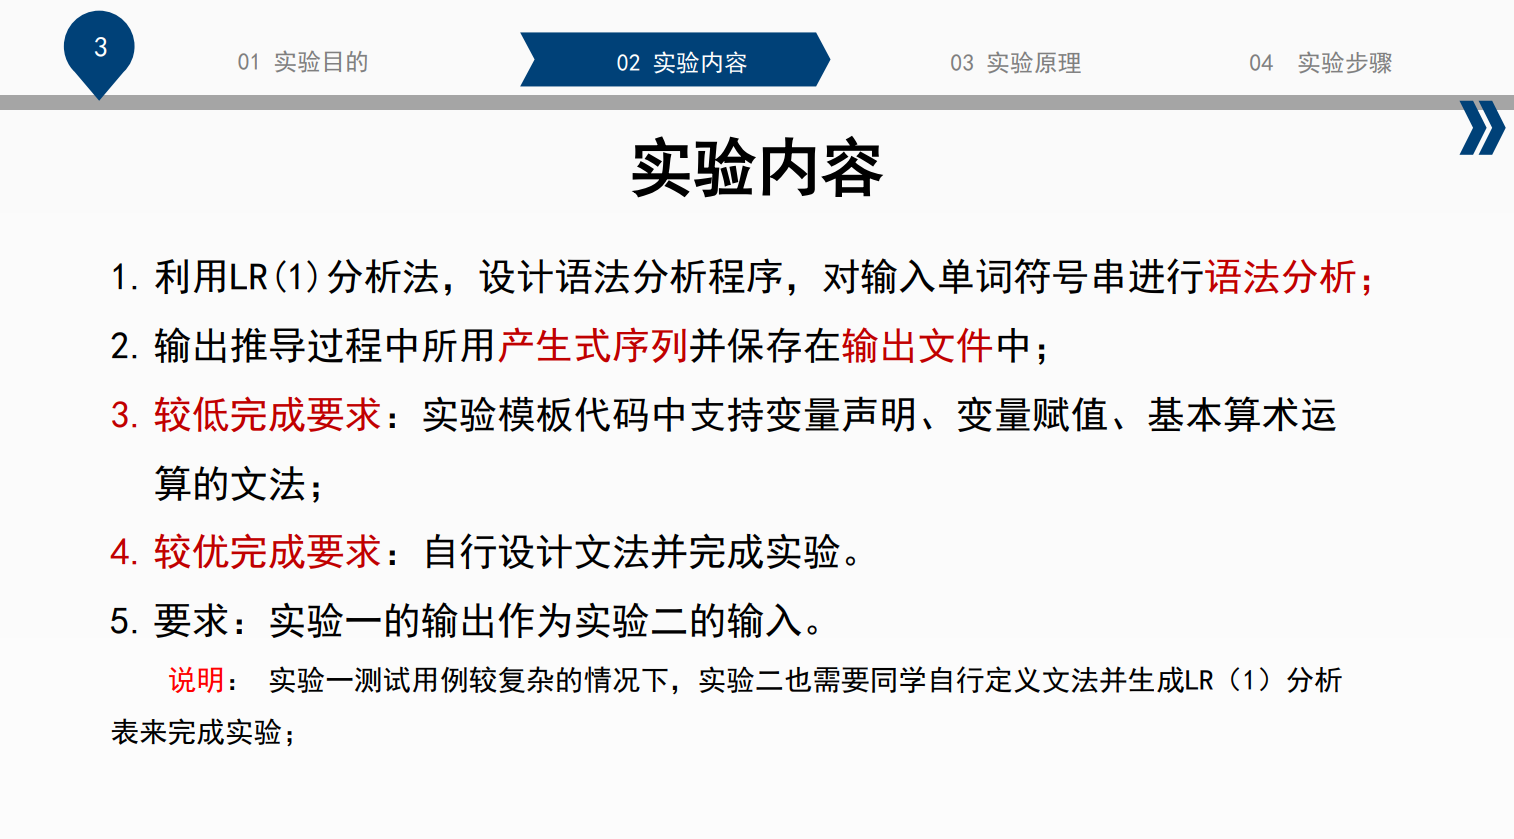 3
01 实验目的
02 实验内容
03 实验原理
04 实验步骤
实验内容
1. 利用LR(1)分析法，设计语法分析程序，对输入单词符号串进行语法分析；
2. 输出推导过程中所用产生式序列并保存在输出文件中；
3. 较低完成要求：实验模板代码中支持变量声明、变量赋值、基本算术运
算的文法；
4. 较优完成要求：自行设计文法并完成实验。
5. 要求：实验一的输出作为实验二的输入。
说明： 实验一测试用例较复杂的情况下，实验二也需要同学自行定义文法并生成LR（1）分析
表来完成实验；